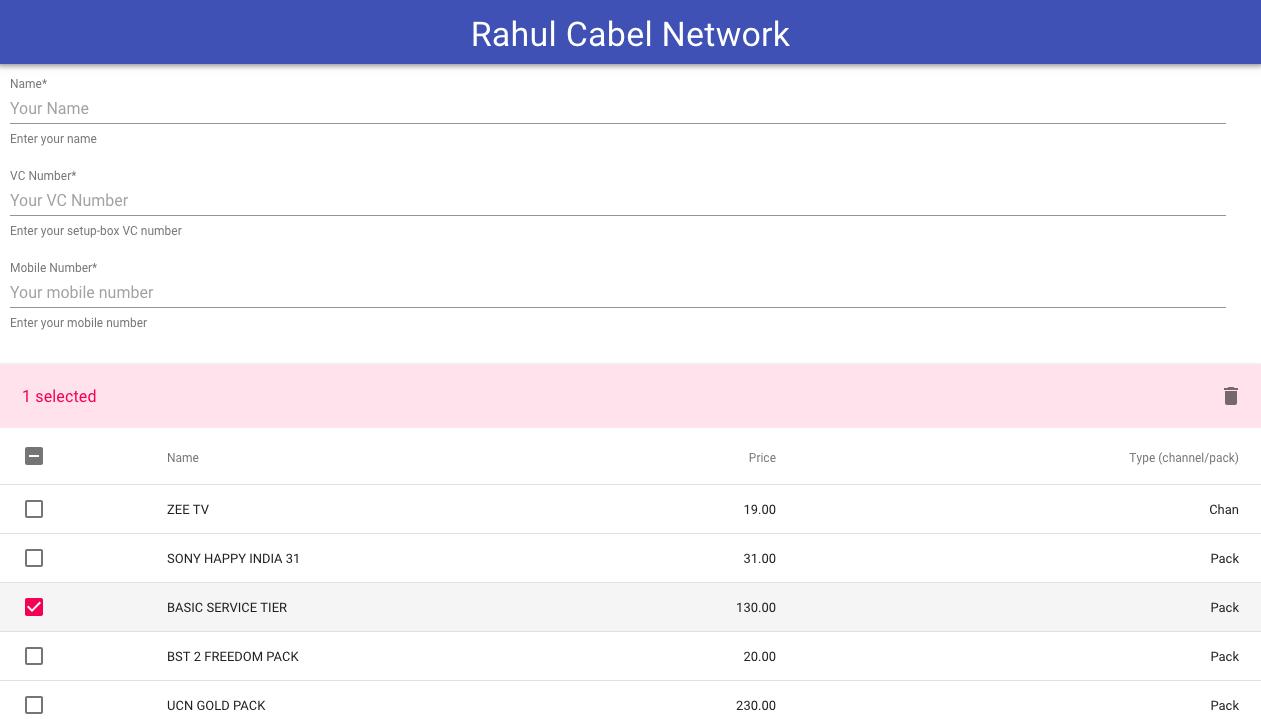 Rahul Cabel Network
Name*
Your Name
Enter your name
VC Number*
Your VC Number
Enter your setup-box VC number
Mobile Number*
Your mobile number
Enter your mobile number
1 selected
Name Price Type (channel/pack)
ZEE TV 19.00 Chan
SONY HAPPY INDIA 31 31.00 Pack
BASIC SERVICE TIER 130.00 Pack
BST 2 FREEDOM PACK 20.00 Pack
UCN GOLD PACK 230.00 Pack